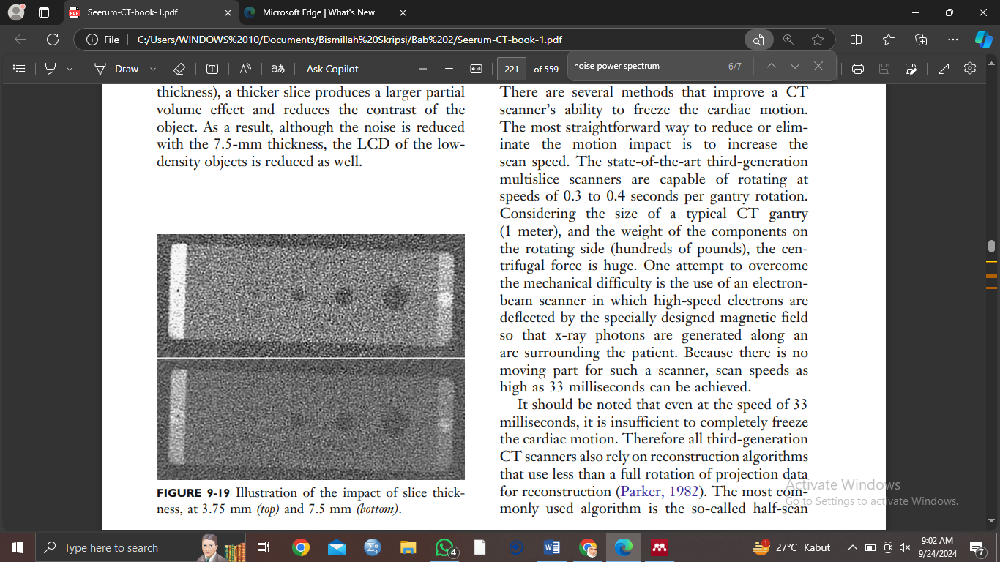 Seerum-CT-book-1.pdf
Microsoft Edge | What's New
File
C:/Users/WINDOWS%2010/Documents/Bismillah%20Skripsi/Bab%202/Seerum-CT-book-1.pdf
Draw
Ask Copilot
221 of 559
noise power spectrum
6/7
thickness), a thicker slice produces a larger partial
volume effect and reduces the contrast of the
object. As a result, although the noise is reduced
with the 7.5-mm thickness, the LCD of the low-
density objects is reduced as well.
FIGURE 9-19 Illustration of the impact of slice thick-
ness, at 3.75 mm (top) and 7.5 mm (bottom).
There are several methods that improve a CT
scanner's ability to freeze the cardiac motion.
The most straightforward way to reduce or elim-
inate the motion impact is to increase the
scan speed. The state-of-the-art third-generation
multislice scanners are capable of rotating at
speeds of 0.3 to 0.4 seconds per gantry rotation.
Considering the size of a typical CT gantry
(1 meter), and the weight of the components on
the rotating side (hundreds of pounds), the cen-
trifugal force is huge. One attempt to overcome
the mechanical difficulty is the use of an electron-
beam scanner in which high-speed electrons are
deflected by the specially designed magnetic field
so that x-ray photons are generated along an
arc surrounding the patient. Because there is no
moving part for such a scanner, scan speeds as
high as 33 milliseconds can be achieved.
It should be noted that even at the speed of 33
milliseconds, it is insufficient to completely freeze
the cardiac motion. Therefore all third-generation
CT scanners also rely on reconstruction algorithms
that use less than a full rotation of projection data
for reconstruction (Parker, 1982). The most com-
monly used algorithm is the so-called half-scan
Activate Windows
Go to Settings to activate Windows.
Type here to search
4
1
27°C Kabut
9:02 AM
9/24/2024
7